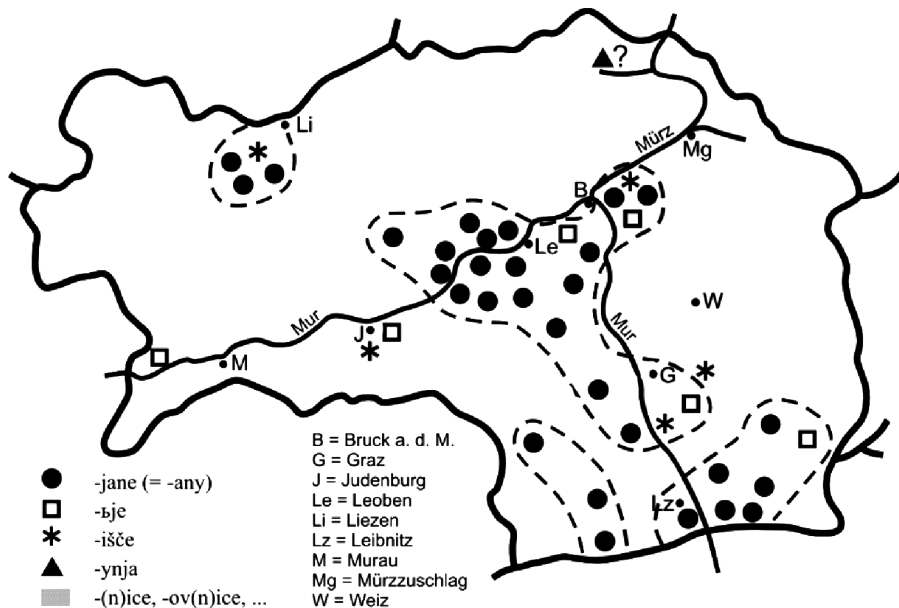 ?
Li
Mürz
Mg
B
Le
W
Mur
Mur
J
M
G
Lz
-jane (= -any)
-ьje
-išče
-ynja
-(n)ice, -ov(n)ice, ...
B = Bruck a. d. M.
G = Graz
J = Judenburg
Le = Leoben
Li = Liezen
Lz = Leibnitz
M = Murau
Mg = Mürzzuschlag
W = Weiz